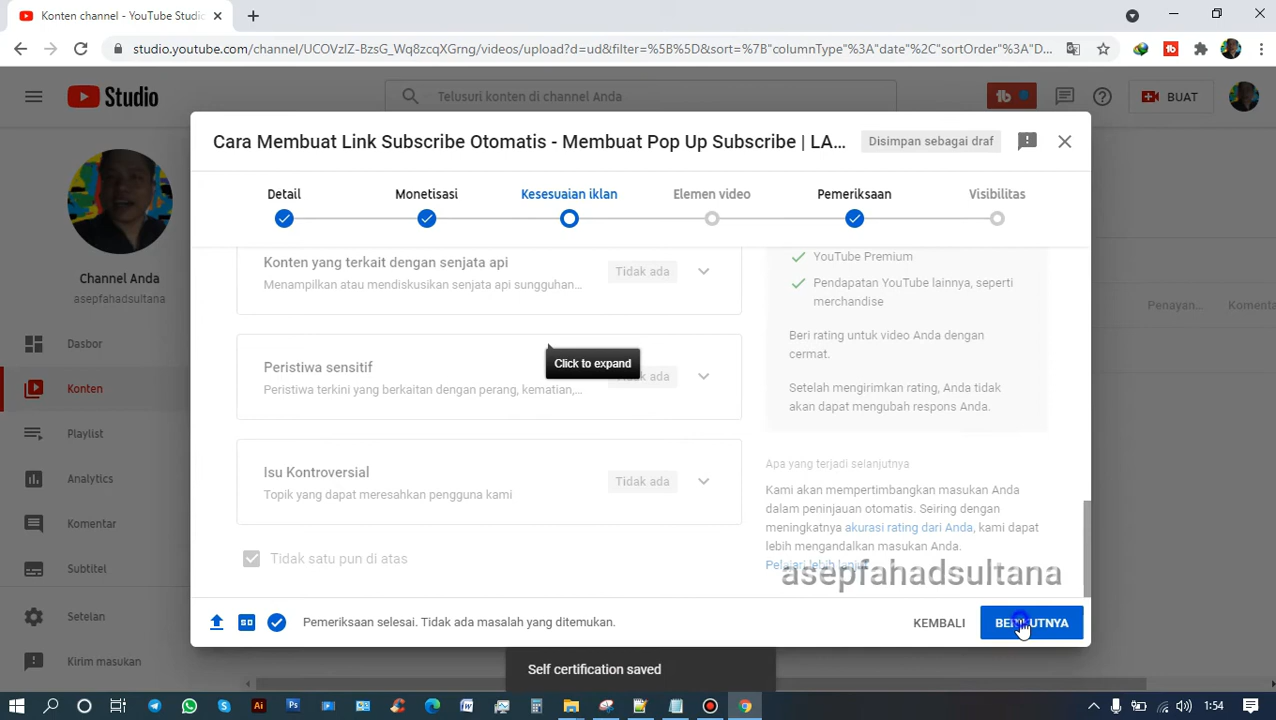 Konten channel - YouTube Studio
studio.youtube.com/channel/UCOVzIZ-BzsG_Wq8zcqXGrng/videos/upload?d=ud&filter=%5B%5D&sort=%7B"columnType"%3A"date"%2C"sortOrder"%3A"D...
Studio
Telusuri konten di channel Anda
BUAT
Channel Anda
asepfahadsultana
Dasbor
Konten
Playlist
Analytics
Komentar
Subtitel
Setelan
Kirim masukan
Penayan...
Komenta
Cara Membuat Link Subscribe Otomatis - Membuat Pop Up Subscribe | LA...
Disimpan sebagai draf
Detail
Monetisasi
Kesesuaian iklan
Elemen video
Pemeriksaan
Visibilitas
Konten yang terkait dengan senjata api
Menampilkan atau mendiskusikan senjata api sungguhan...
Tidak ada
Click to expand
Peristiwa sensitif
Peristiwa terkini yang berkaitan dengan perang, kematian,...
ada
Isu Kontroversial
Topik yang dapat meresahkan pengguna kami
Tidak ada
Tidak satu pun di atas
YouTube Premium
Pendapatan YouTube lainnya, seperti
merchandise
Beri rating untuk video Anda dengan
cermat.
Setelah mengirimkan rating, Anda tidak
akan dapat mengubah respons Anda.
Apa yang terjadi selanjutnya
Kami akan mempertimbangkan masukan Anda
dalam peninjauan otomatis. Seiring dengan
meningkatnya akurasi rating dari Anda, kami dapat
lebih mengandalkan masukan Anda.
Pelajari lebih lanjut
asepfahadsultana
Pemeriksaan selesai. Tidak ada masalah yang ditemukan.
KEMBALI
BERIKUTNYA
Self certification saved
1:54